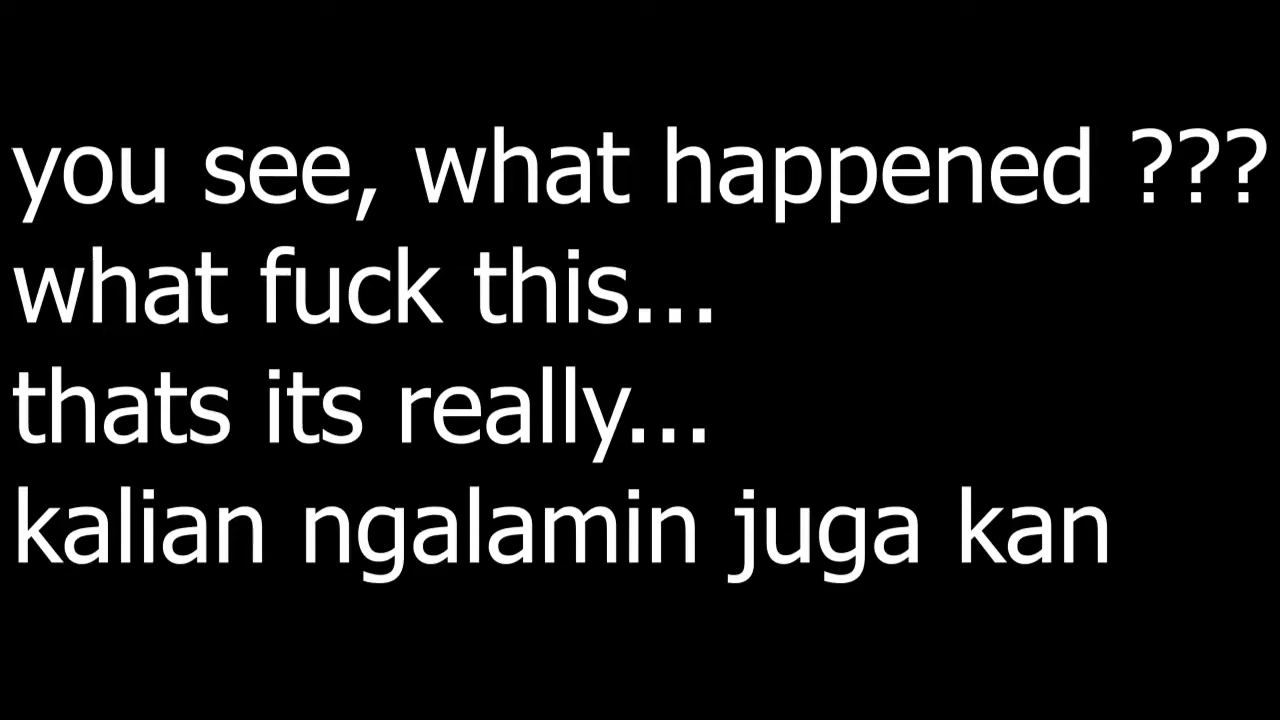 you see, what happened ???
what fuck this...
thats its really...
kalian ngalamin juga kan